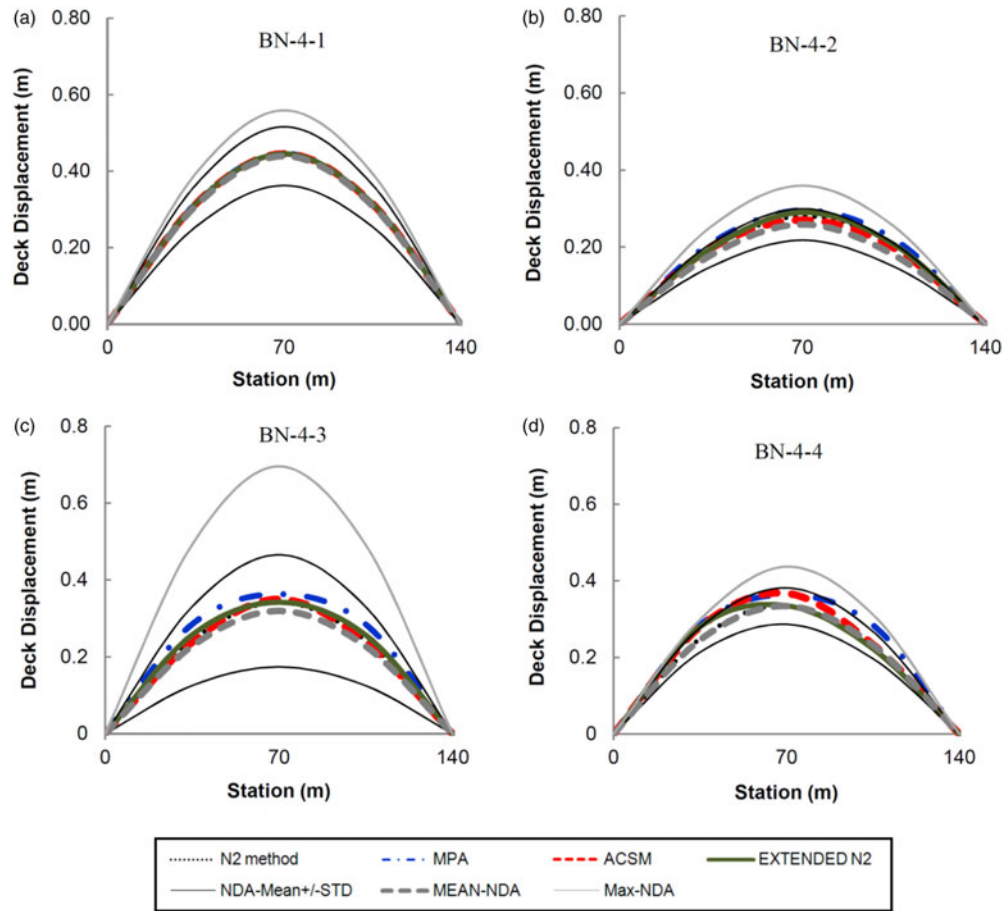 (a)
BN-4-1
0.80
0.60
0.40
0.20
0.00
Deck Displacement (m)
0 70 140
Station (m)
(b)
BN-4-2
0.80
0.60
0.40
0.20
0.00
Deck Displacement (m)
0 70 140
Station (m)
(c)
BN-4-3
0.8
0.6
0.4
0.2
0
Deck Displacement (m)
0 70 140
Station (m)
(d)
BN-4-4
0.8
0.6
0.4
0.2
0
Deck Displacement (m)
0 70 140
Station (m)
N2 method MPA ACSM EXTENDED N2
NDA-Mean+/-STD MEAN-NDA Max-NDA